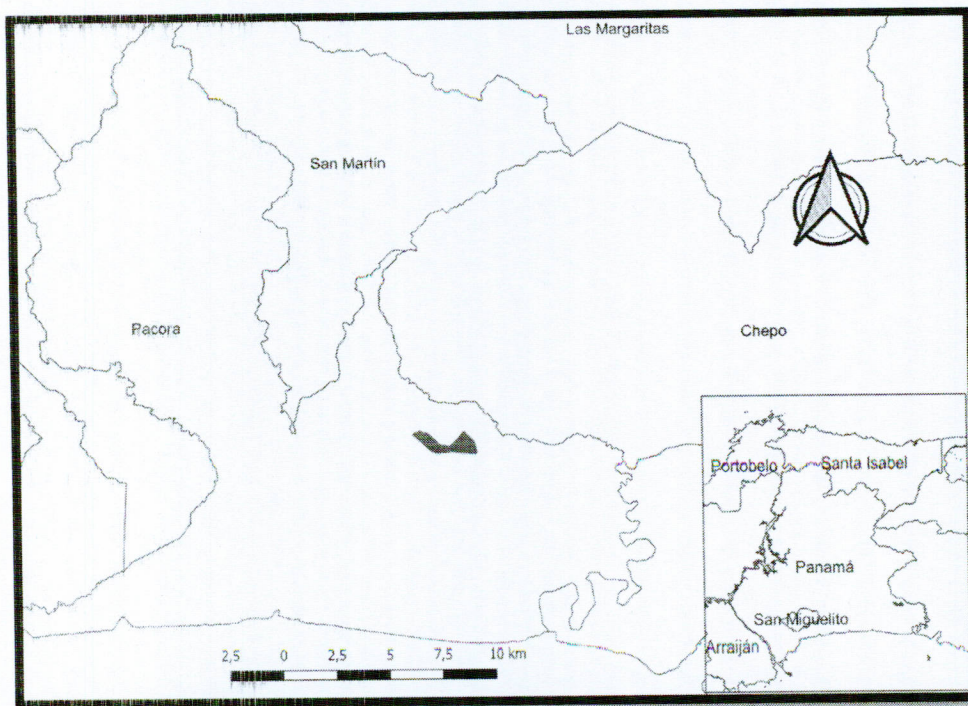 Las Margaritas
San Martín
Pacora
Chepo
Portobelo
Santa Isabel
Panamá
San Miguelito
Arraiján
2,5 0 2,5 5 7,5 10 km